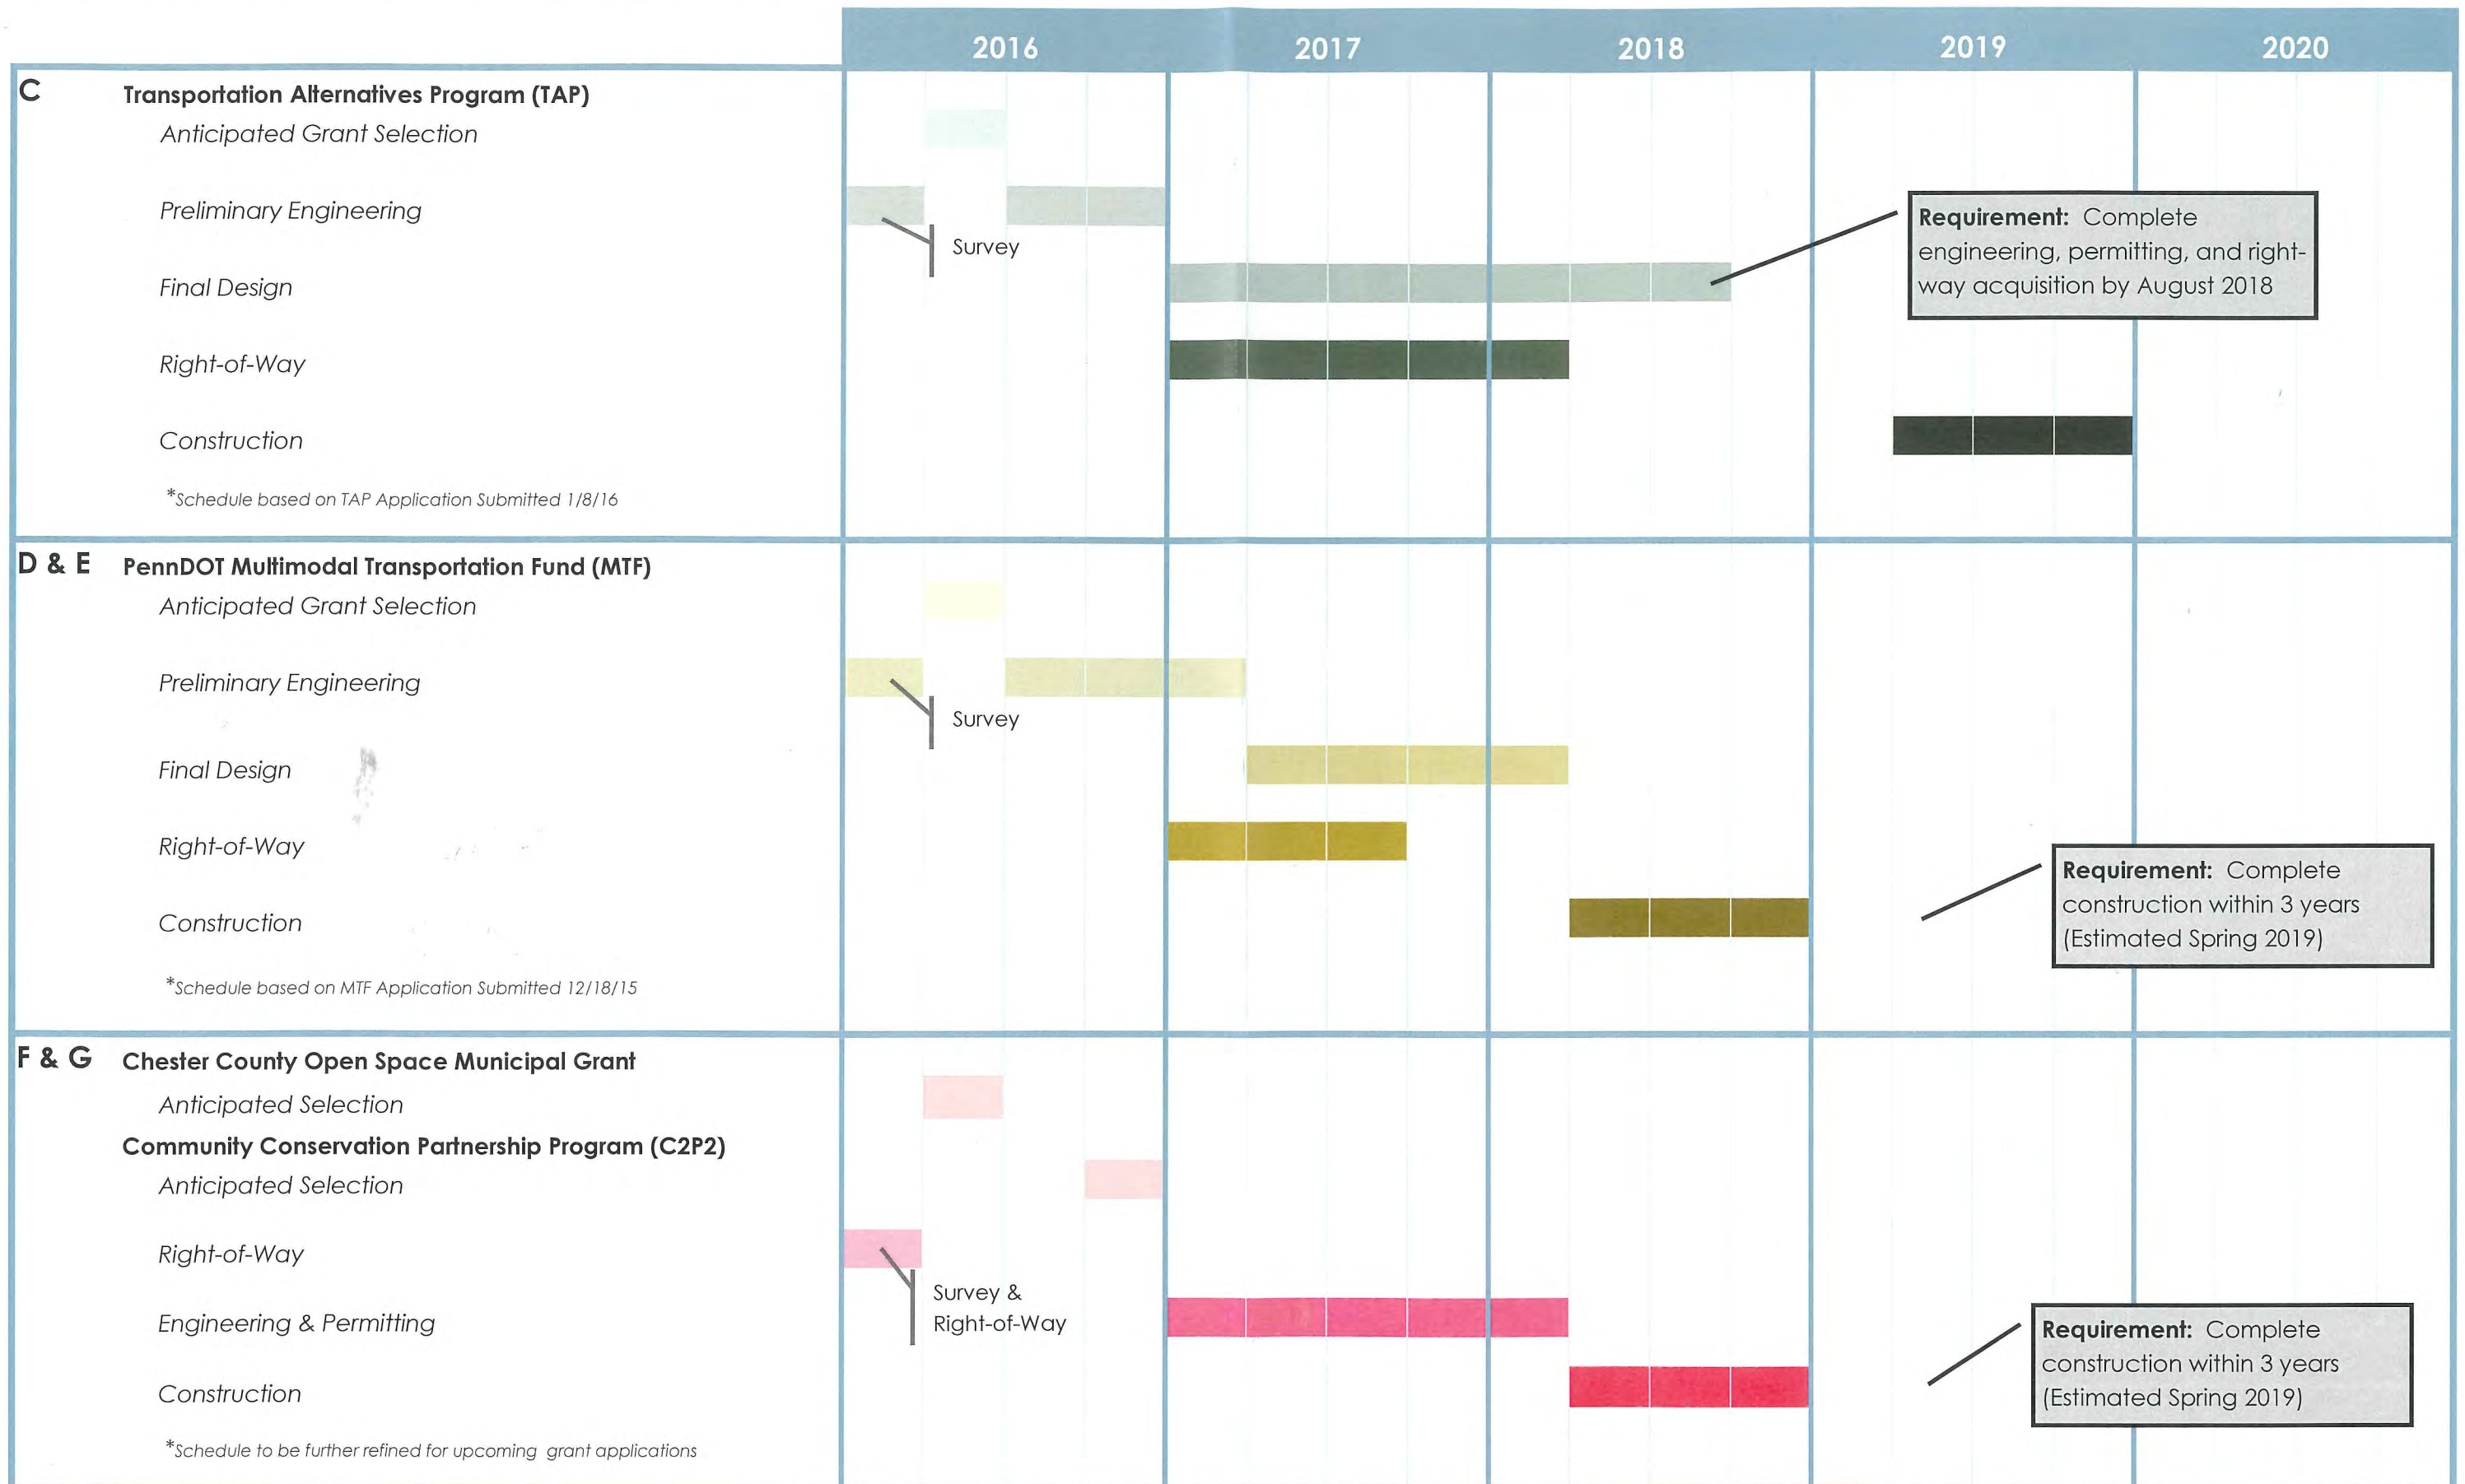 2016 2017 2018 2019 2020
C Transportation Alternatives Program (TAP)
Anticipated Grant Selection
Preliminary Engineering
Survey
Final Design
Right-of-Way
Construction
*Schedule based on TAP Application Submitted 1/8/16
Requirement: Complete
engineering, permitting, and right-
way acquisition by August 2018
D & E PennDOT Multimodal Transportation Fund (MTF)
Anticipated Grant Selection
Preliminary Engineering
Survey
Final Design
Right-of-Way
Construction
*Schedule based on MTF Application Submitted 12/18/15
Requirement: Complete
construction within 3 years
(Estimated Spring 2019)
F & G Chester County Open Space Municipal Grant
Anticipated Selection
Community Conservation Partnership Program (C2P2)
Anticipated Selection
Right-of-Way
Survey &
Right-of-Way
Engineering & Permitting
Construction
*Schedule to be further refined for upcoming grant applications
Requirement: Complete
construction within 3 years
(Estimated Spring 2019)